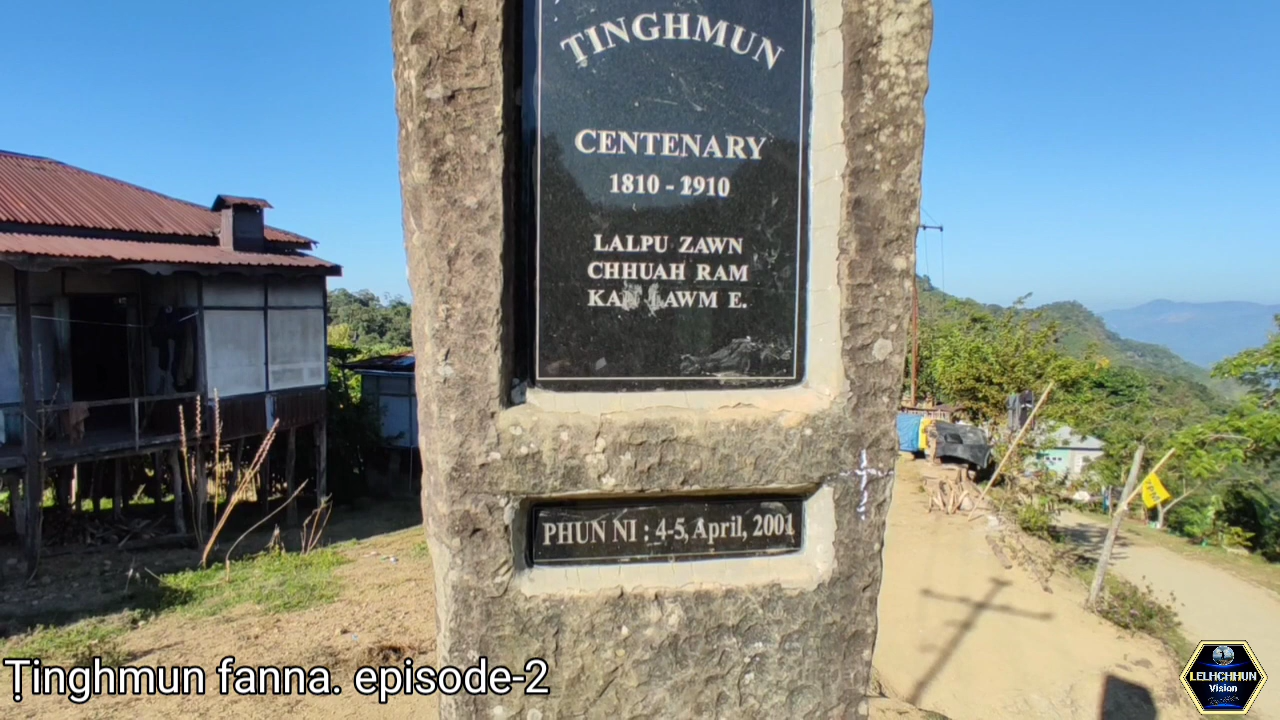 TINGHMUN
CENTENARY
1810 - 1910
LALPU ZAWN
CHHUAH RAM
LAWM E.
PHUN NI : 4-5, April, 2001
Ṭinghmun fanna. episode-2
LELHCHHUN
Vision